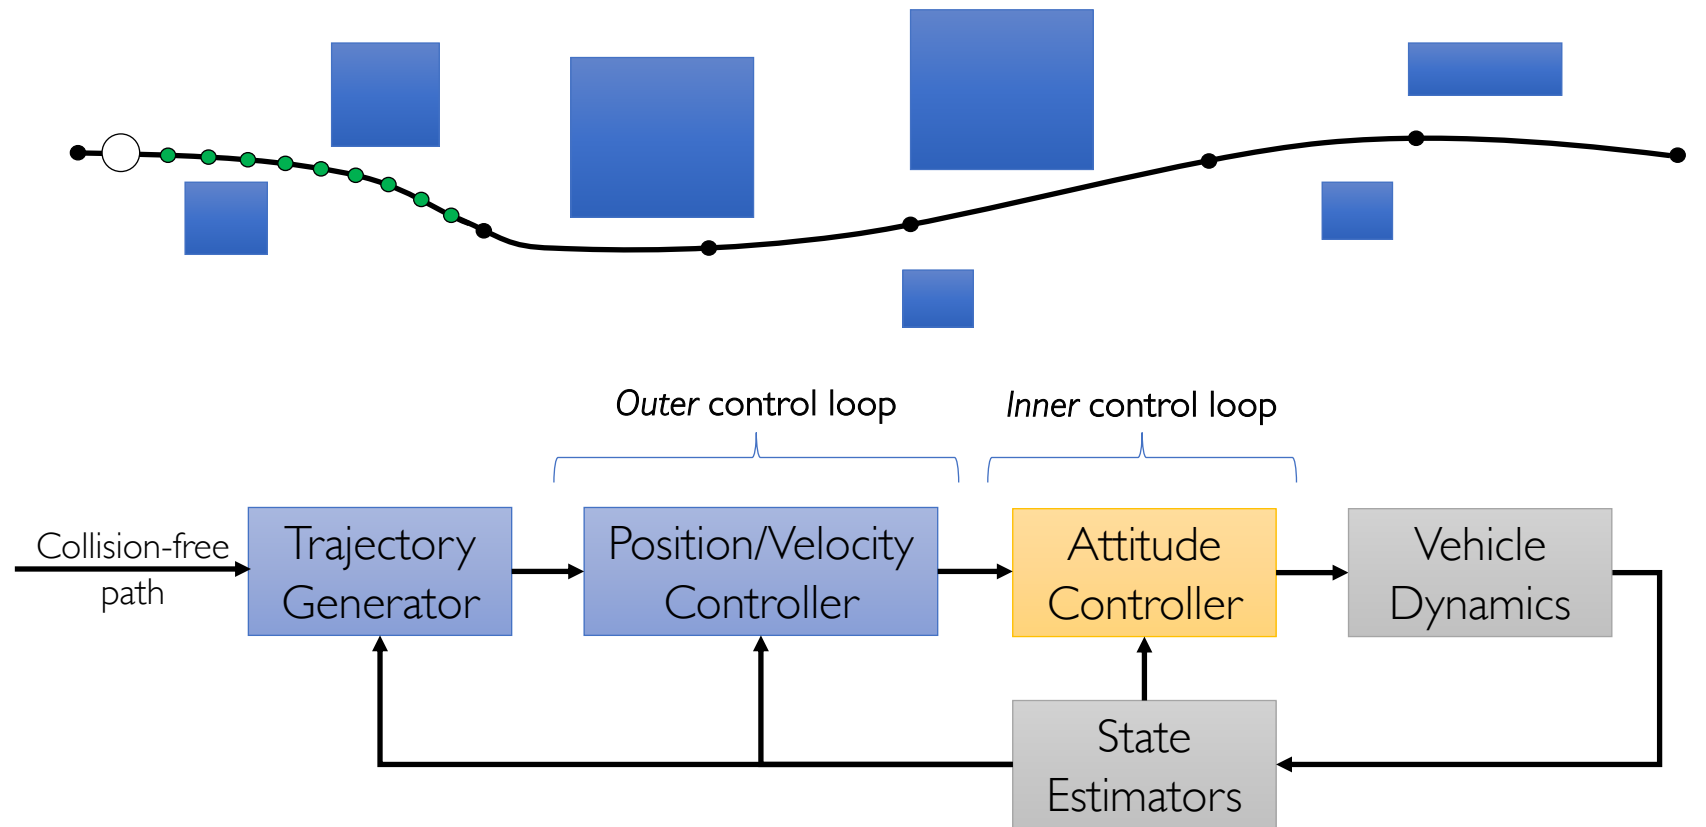 Outer control loop
Inner control loop
Collision-free
path
Trajectory
Generator
Position/Velocity
Controller
Attitude
Controller
Vehicle
Dynamics
State
Estimators